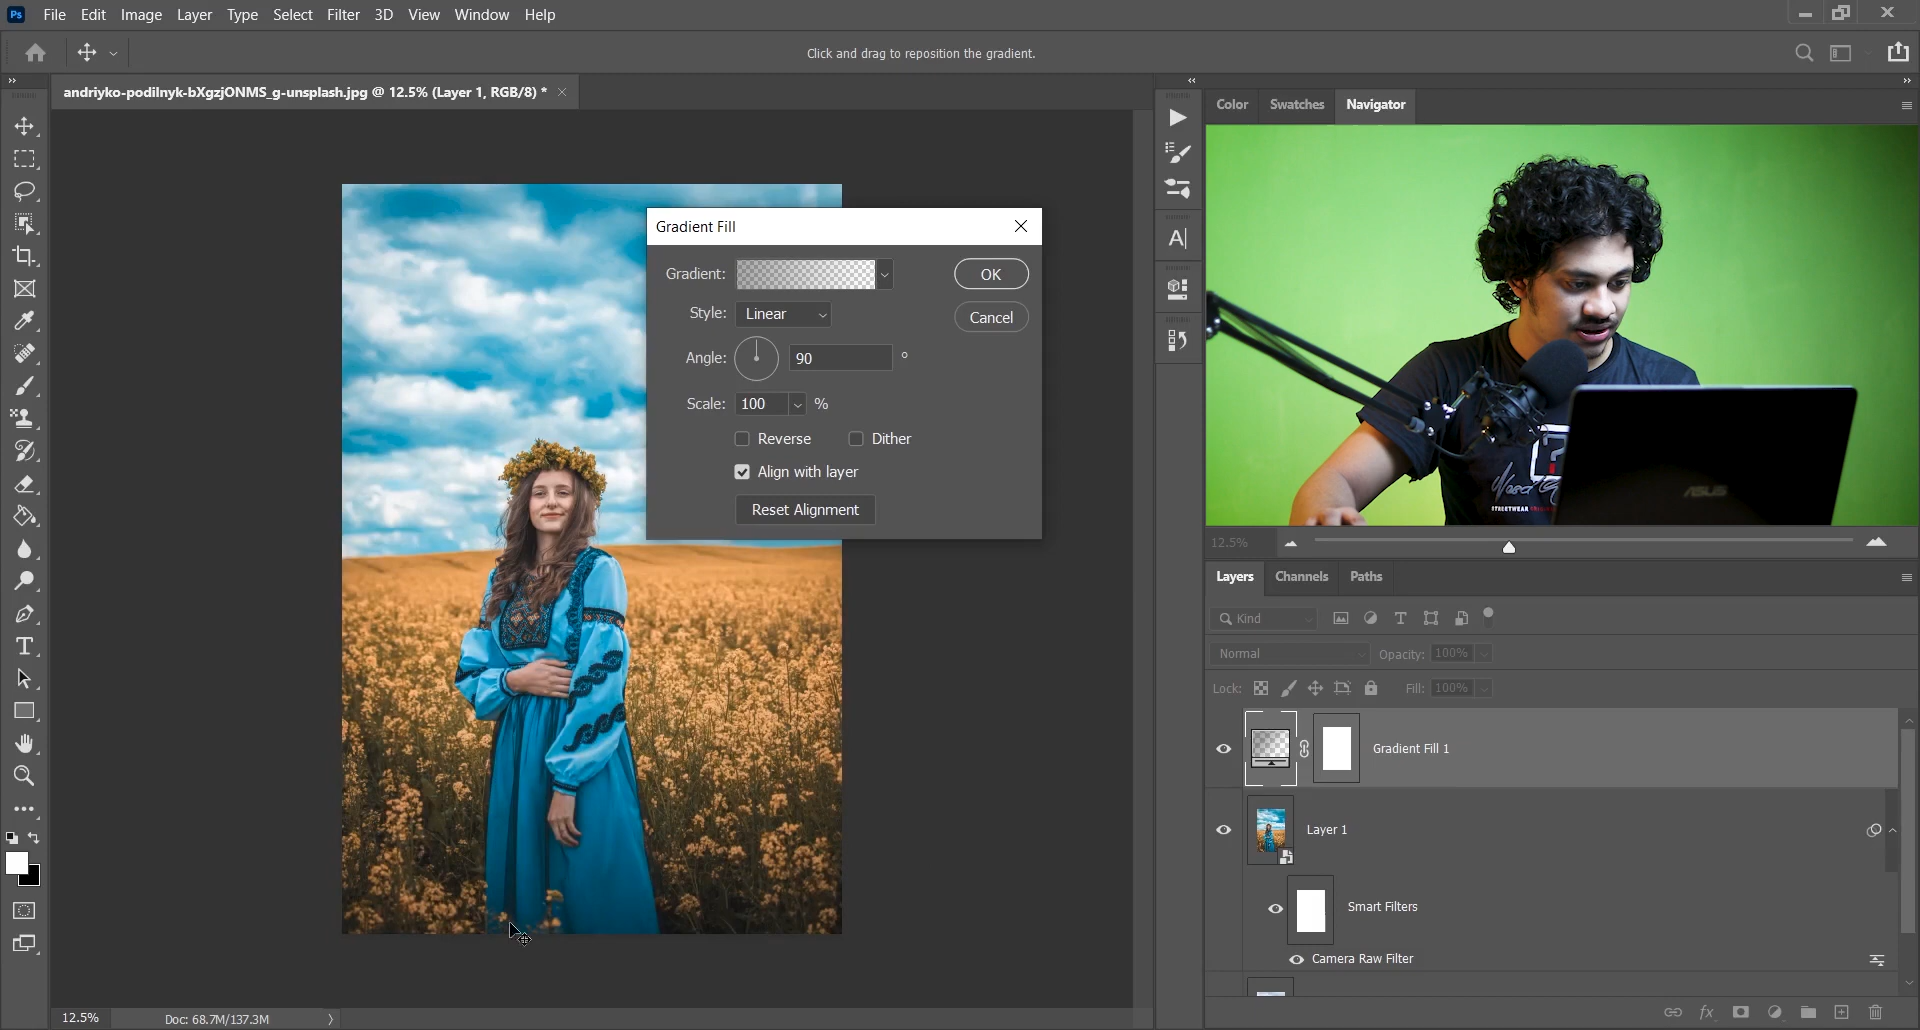 Ps File Edit Image Layer Type Select Filter 3D View Window Help
Click and drag to reposition the gradient.
andriyko-podilnyk-bXgzjONMS_g-unsplash.jpg @ 12.5% (Layer 1, RGB/8) *
Color Swatches Navigator
Gradient Fill
Gradient:
OK
Style: Linear
Cancel
Angle: 90 °
Scale: 100 %
Reverse Dither
Align with layer
Reset Alignment
ASUS
STREETWEAR
12.5%
Layers Channels Paths
Kind
Normal Opacity: 100%
Lock: Fill: 100%
Gradient Fill 1
Layer 1
Smart Filters
Camera Raw Filter
fx
12.5% Doc: 68.7M/137.3M